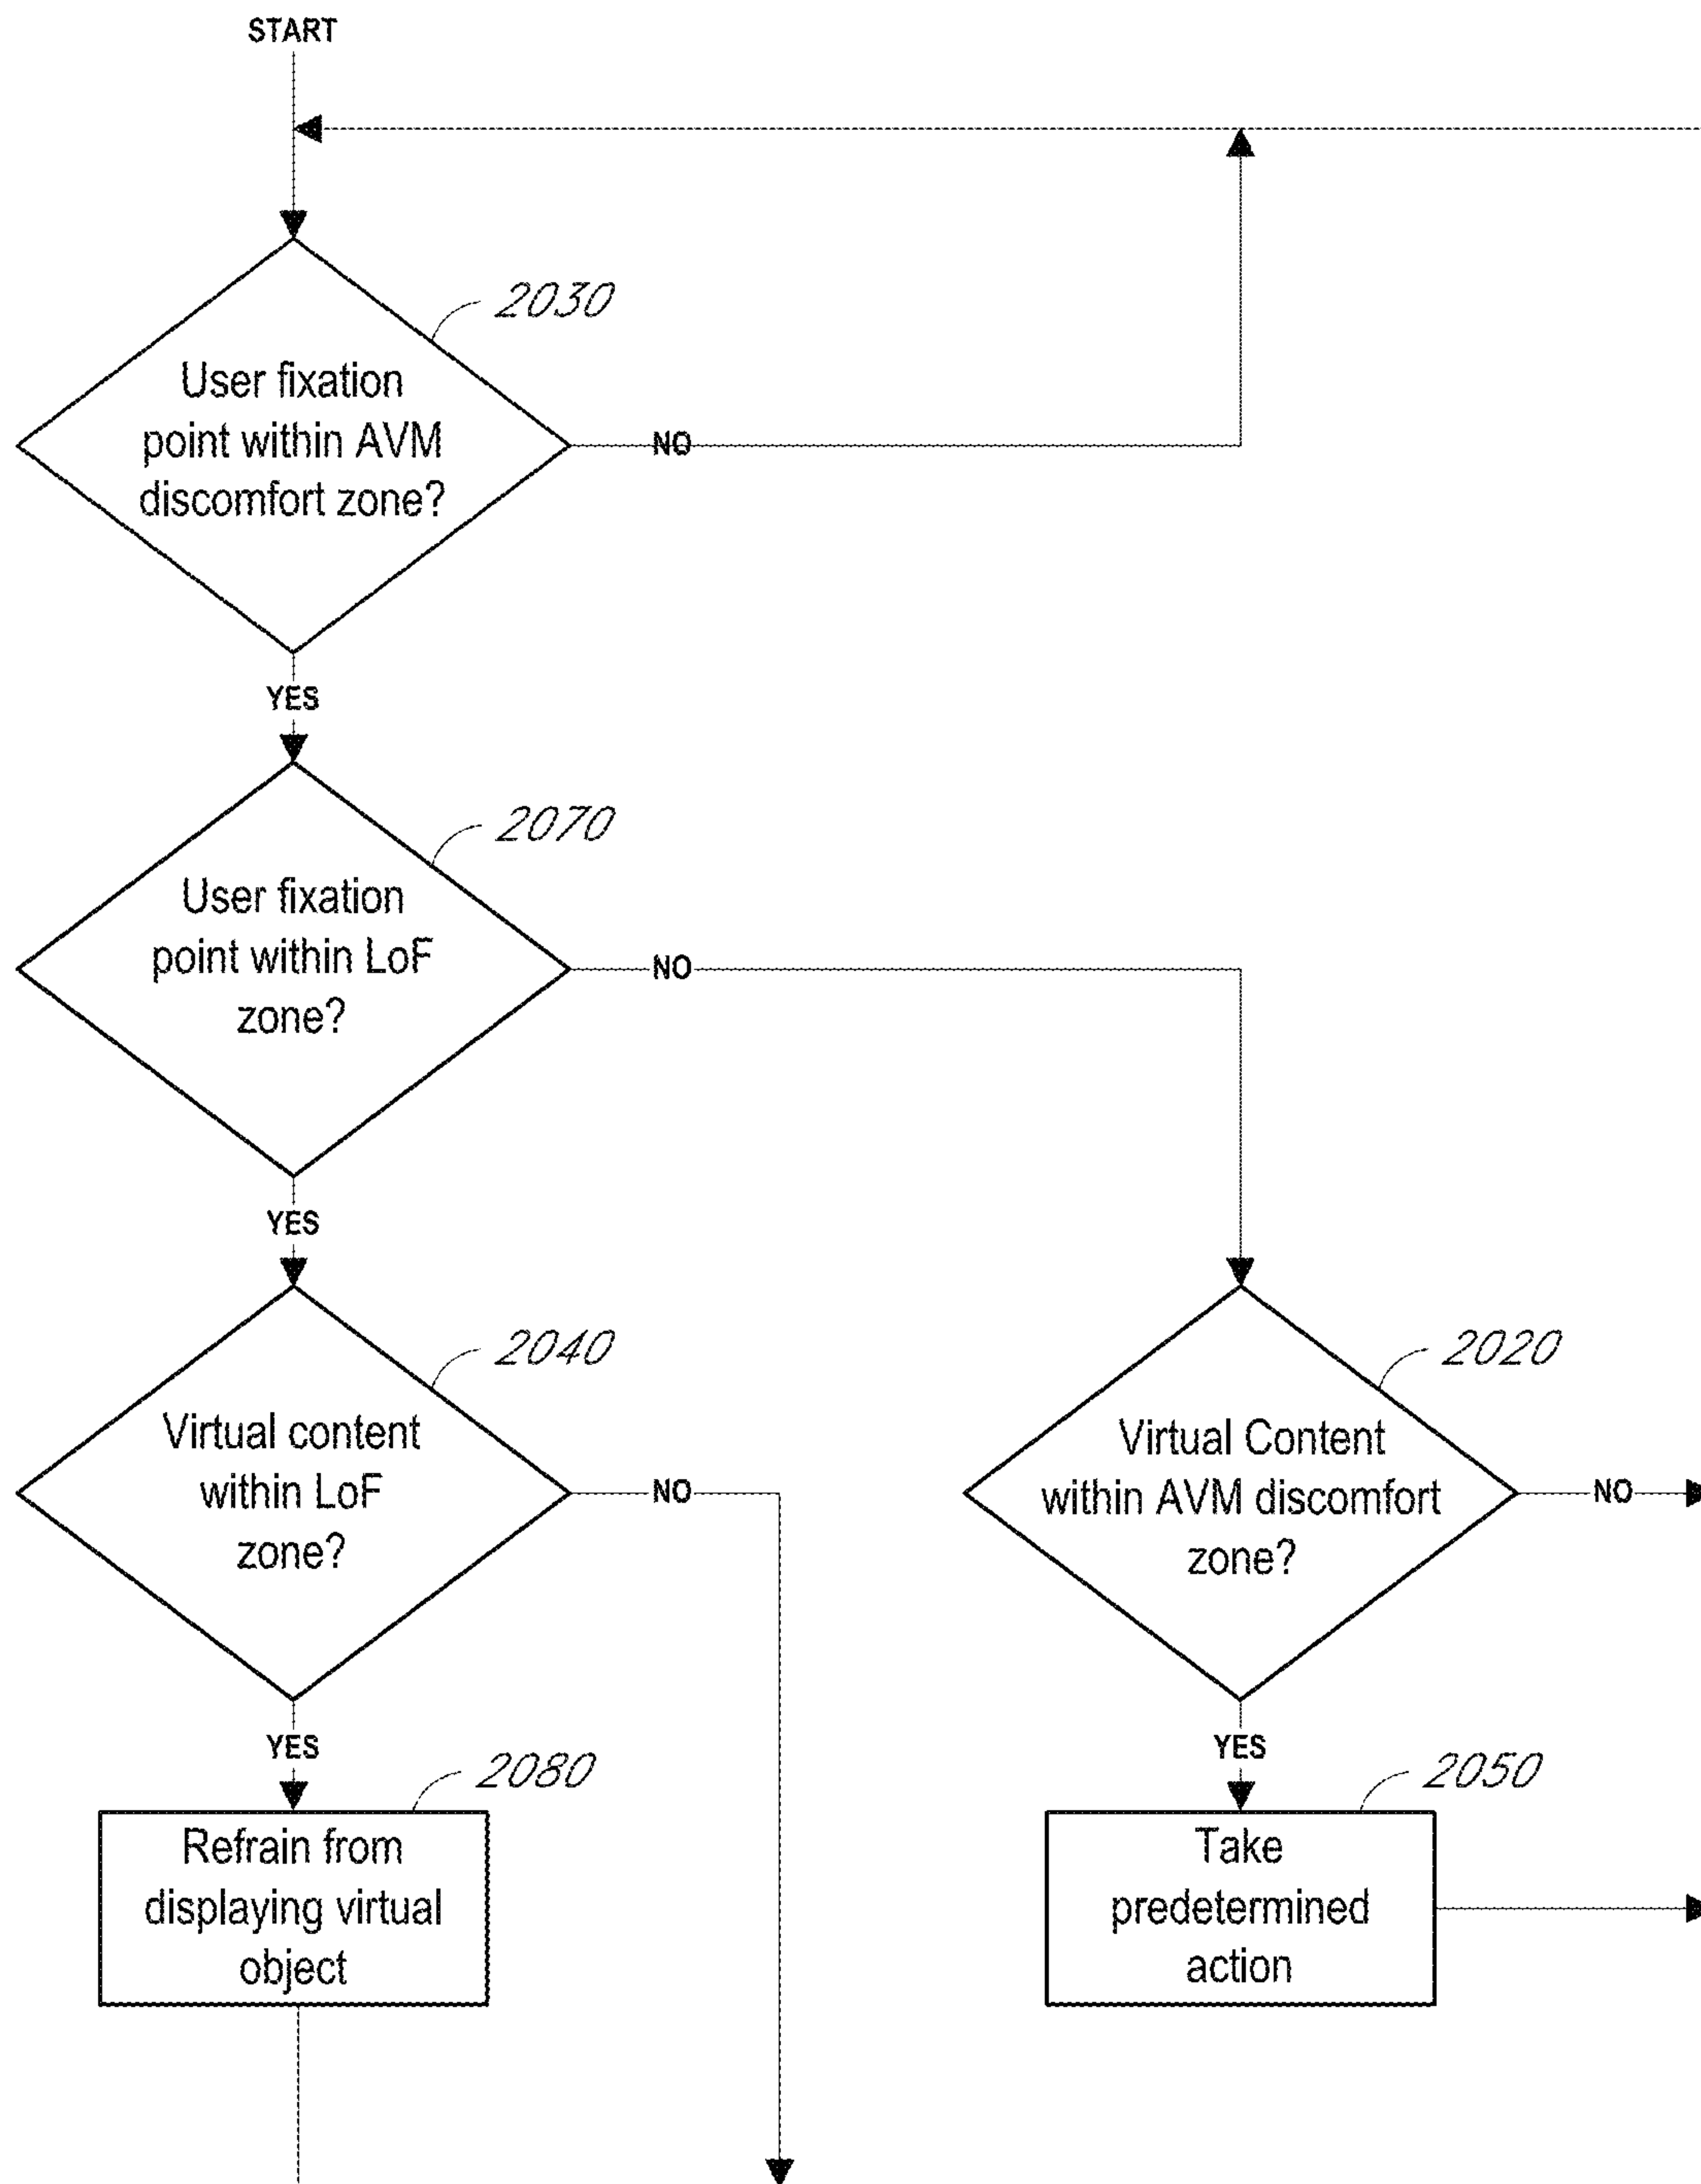 START
2030
User fixation
point within AVM
discomfort zone?
NO
YES
2070
User fixation
point within LoF
zone?
NO
YES
2040
Virtual content
within LoF
zone?
NO
YES
2020
Virtual Content
within AVM discomfort
zone?
NO
YES
2080
Refrain from
displaying virtual
object
2050
Take
predetermined
action